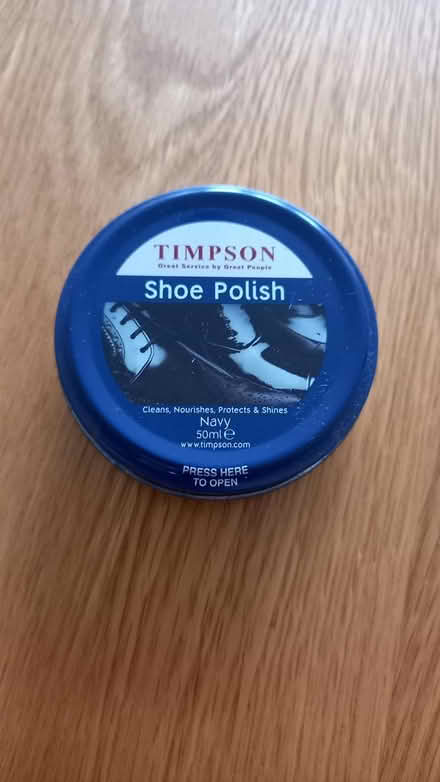 TIMPSON
Great Service by Great People
Shoe Polish
Cleans, Nourishes, Protects & Shines
Navy
50ml ℮
www.timpson.com
PRESS HERE
TO OPEN